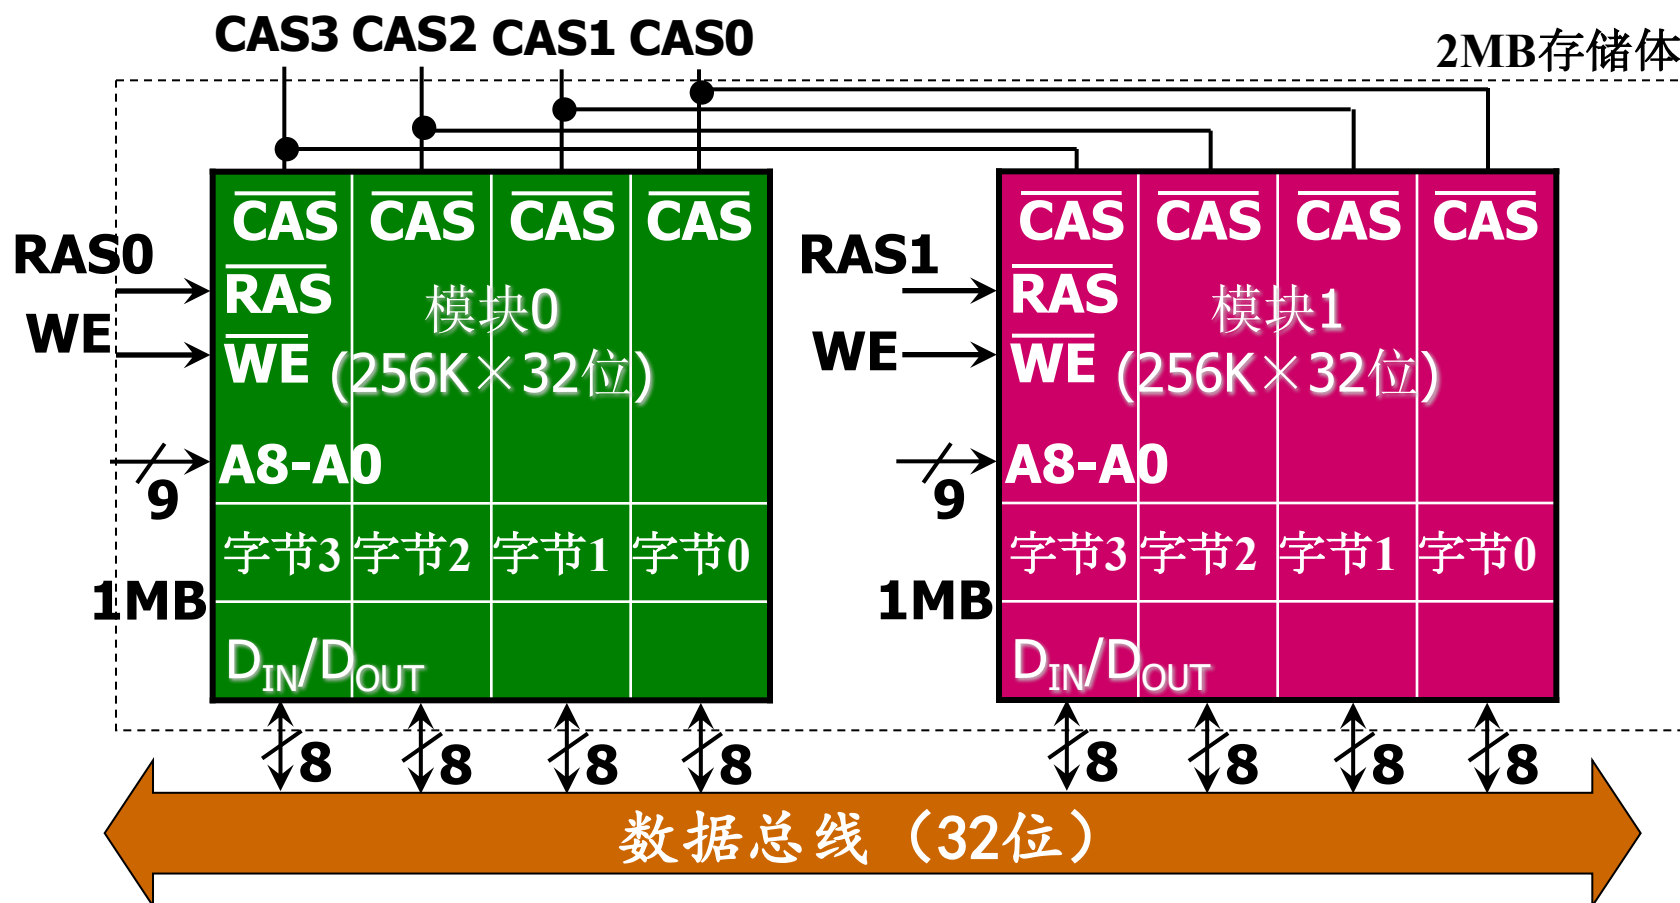 CAS3 CAS2 CAS1 CAS0
2MB存储体
CAS CAS CAS CAS
RAS0
RAS
WE
WE
模块0
(256K×32位)
A8-A0
9
字节3 字节2 字节1 字节0
1MB
DIN/DOUT
8 8 8 8
CAS CAS CAS CAS
RAS1
RAS
WE
WE
模块1
(256K×32位)
A8-A0
9
字节3 字节2 字节1 字节0
1MB
DIN/DOUT
8 8 8 8
数据总线（32位）